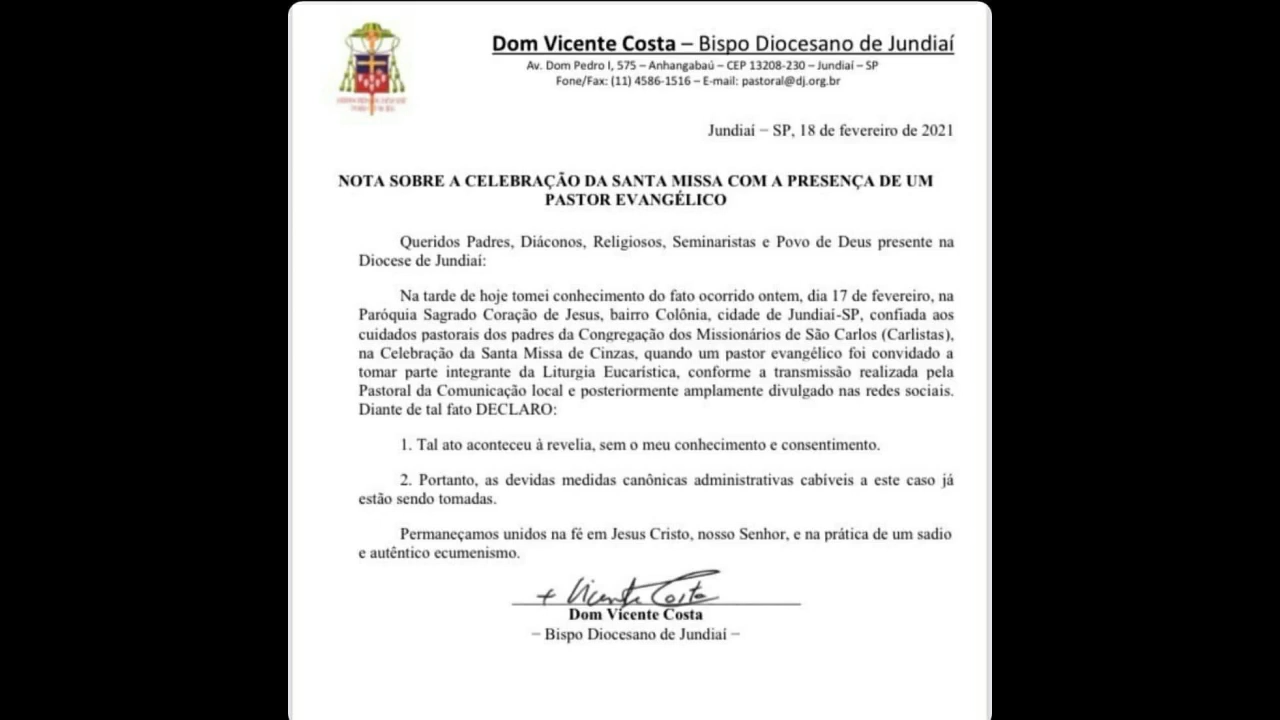 Dom Vicente Costa – Bispo Diocesano de Jundiaí
Av. Dom Pedro I, 575 – Anhangabaú – CEP 13208-230 – Jundiaí – SP
Fone/Fax: (11) 4586-1516 – E-mail: pastoral@dj.org.br
Jundiaí – SP, 18 de fevereiro de 2021
NOTA SOBRE A CELEBRAÇÃO DA SANTA MISSA COM A PRESENÇA DE UM
PASTOR EVANGÉLICO
Queridos Padres, Diáconos, Religiosos, Seminaristas e Povo de Deus presente na
Diocese de Jundiaí:
Na tarde de hoje tomei conhecimento do fato ocorrido ontem, dia 17 de fevereiro, na
Paróquia Sagrado Coração de Jesus, bairro Colônia, cidade de Jundiaí-SP, confiada aos
cuidados pastorais dos padres da Congregação dos Missionários de São Carlos (Carlistas),
na Celebração da Santa Missa de Cinzas, quando um pastor evangélico foi convidado a
tomar parte integrante da Liturgia Eucarística, conforme a transmissão realizada pela
Pastoral da Comunicação local e posteriormente amplamente divulgado nas redes sociais.
Diante de tal fato DECLARO:
1. Tal ato aconteceu à revelia, sem o meu conhecimento e consentimento.
2. Portanto, as devidas medidas canônicas administrativas cabíveis a este caso já
estão sendo tomadas.
Permaneçamos unidos na fé em Jesus Cristo, nosso Senhor, e na prática de um sadio
e autêntico ecumenismo.
+ Vicente Costa
Dom Vicente Costa
– Bispo Diocesano de Jundiaí –